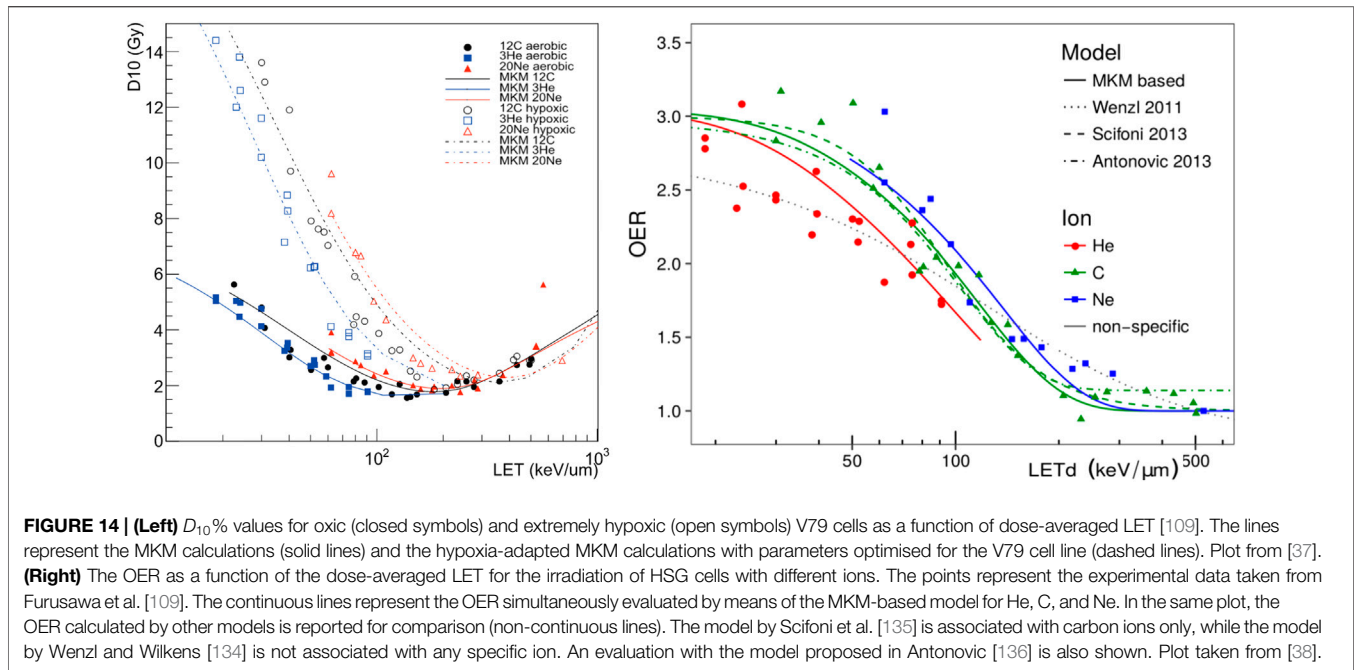 D10 (Gy)
14
12
10
8
6
4
2
0
12C aerobic
3He aerobic
20Ne aerobic
MKM 12C
MKM 3He
MKM 20Ne
12C hypoxic
3He hypoxic
20Ne hypoxic
MKM 12C
MKM 3He
MKM 20Ne
10²
10³
LET (keV/um)
OER
3.5
3.0
2.5
2.0
1.5
1.0
50
100
500
LETd (keV/μm)
Model
MKM based
Wenzl 2011
Scifoni 2013
Antonovic 2013
Ion
He
C
Ne
non-specific
FIGURE 14 | (Left) D₁₀% values for oxic (closed symbols) and extremely hypoxic (open symbols) V79 cells as a function of dose-averaged LET [109]. The lines
represent the MKM calculations (solid lines) and the hypoxia-adapted MKM calculations with parameters optimised for the V79 cell line (dashed lines). Plot from [37].
(Right) The OER as a function of the dose-averaged LET for the irradiation of HSG cells with different ions. The points represent the experimental data taken from
Furusawa et al. [109]. The continuous lines represent the OER simultaneously evaluated by means of the MKM-based model for He, C, and Ne. In the same plot, the
OER calculated by other models is reported for comparison (non-continuous lines). The model by Scifoni et al. [135] is associated with carbon ions only, while the model
by Wenzl and Wilkens [134] is not associated with any specific ion. An evaluation with the model proposed in Antonovic [136] is also shown. Plot taken from [38].